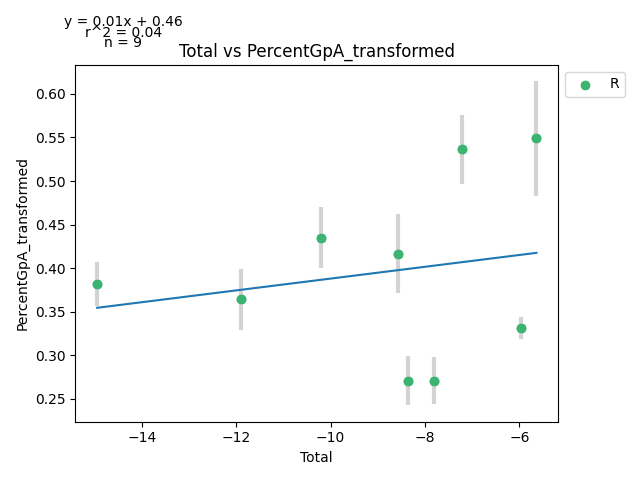 y = 0.01x + 0.46
r^2 = 0.04
n = 9
Total vs PercentGpA_transformed
R
PercentGpA_transformed
0.60
0.55
0.50
0.45
0.40
0.35
0.30
0.25
−14
−12
−10
−8
−6
Total